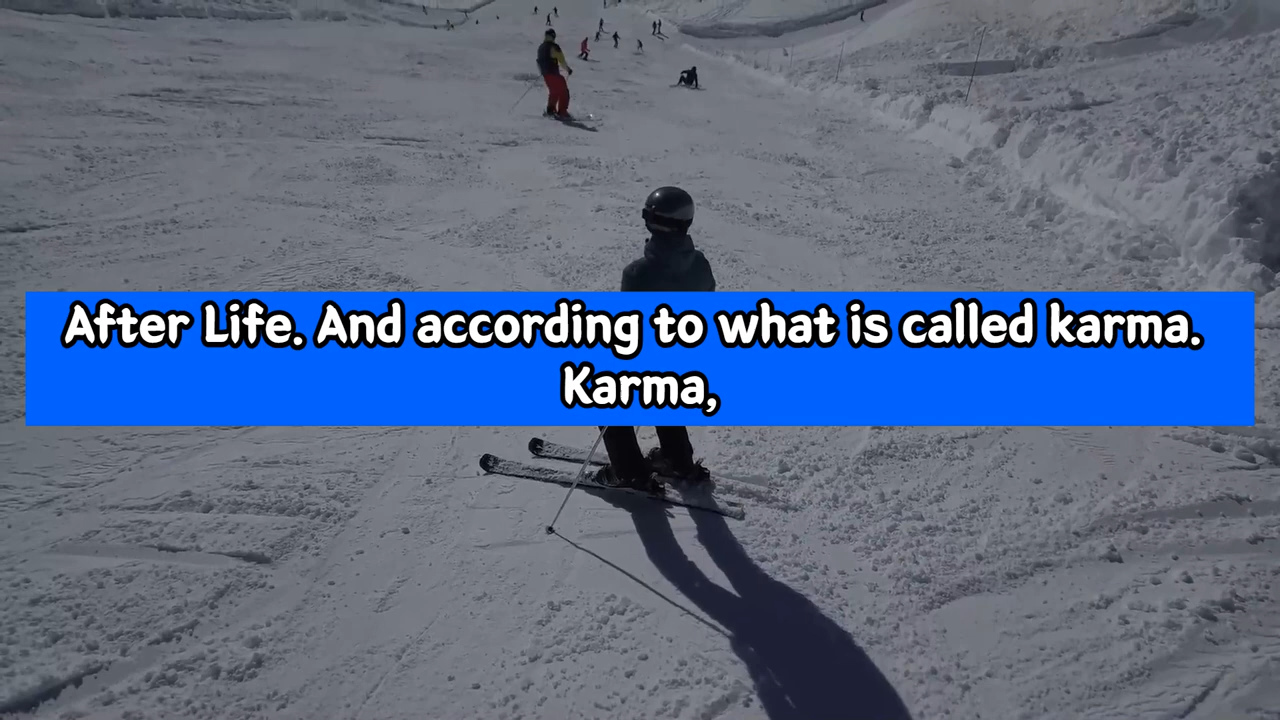 After Life. And according to what is called karma.
Karma,